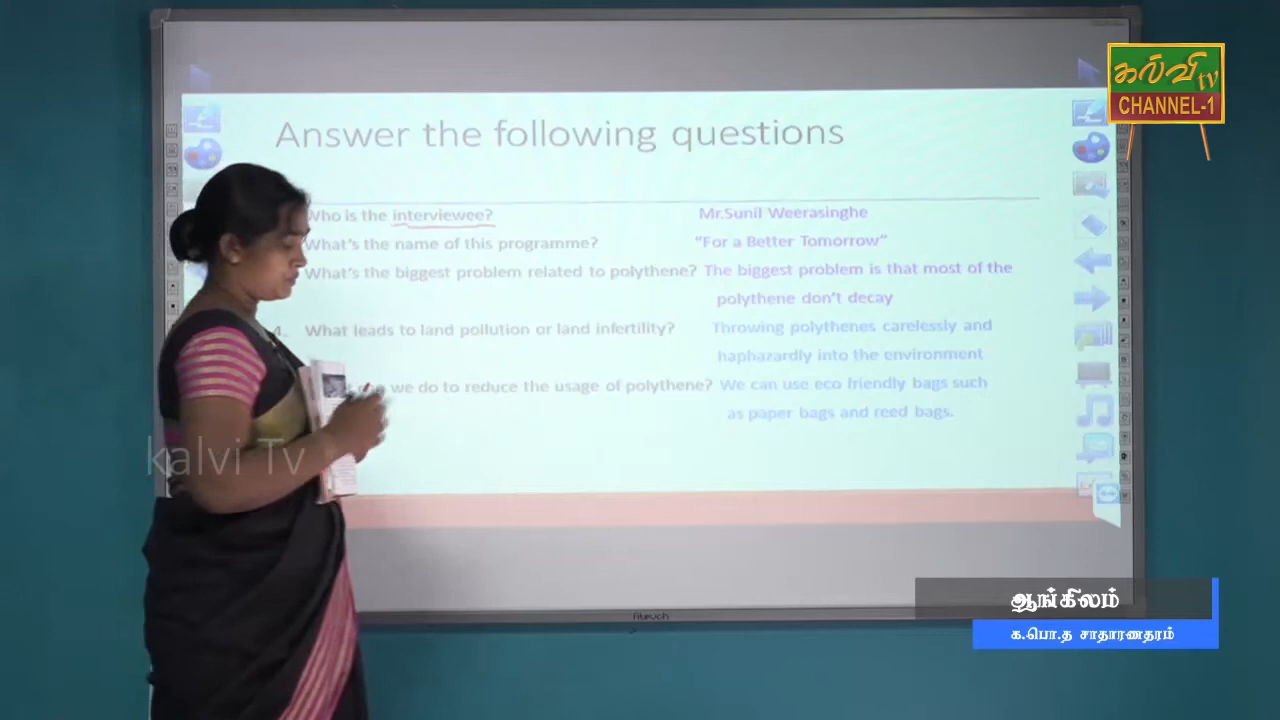 கல்வி tv
CHANNEL-1
Answer the following questions
Who is the interviewee? Mr.Sunil Weerasinghe
What's the name of this programme? "For a Better Tomorrow"
What's the biggest problem related to polythene? The biggest problem is that most of the
polythene don't decay
4. What leads to land pollution or land infertility? Throwing polythenes carelessly and
haphazardly into the environment
we do to reduce the usage of polythene? We can use eco friendly bags such
as paper bags and reed bags.
kalvi Tv
ஆங்கிலம்
க.பொ.த சாதாரணதரம்